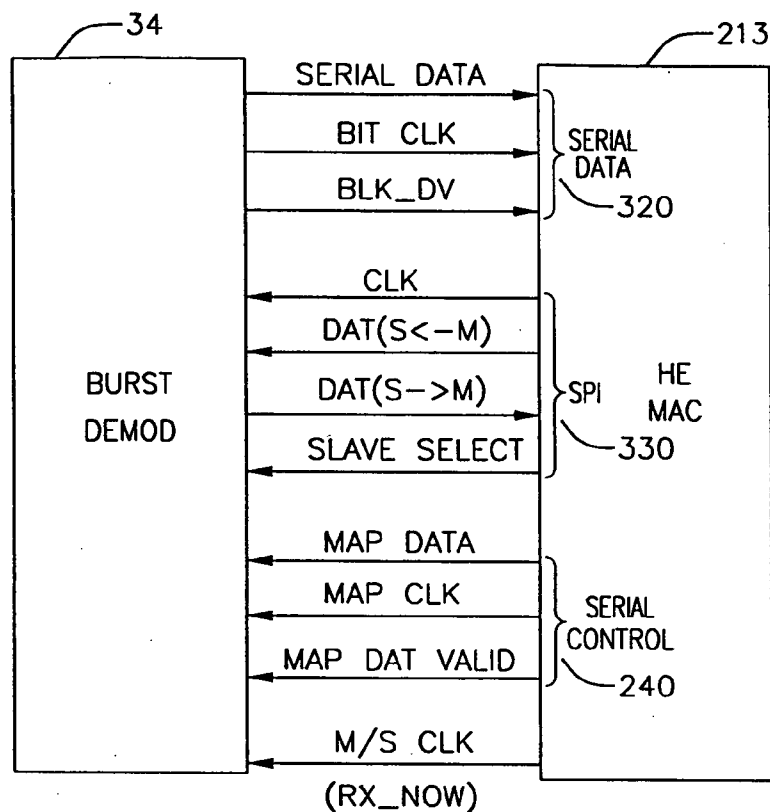 34
213
SERIAL DATA
BIT CLK
BLK_DV
SERIAL
DATA
320
CLK
DAT(S<-M)
DAT(S->M)
SLAVE SELECT
SPI
330
BURST
DEMOD
HE
MAC
MAP DATA
MAP CLK
MAP DAT VALID
SERIAL
CONTROL
240
M/S CLK
(RX_NOW)